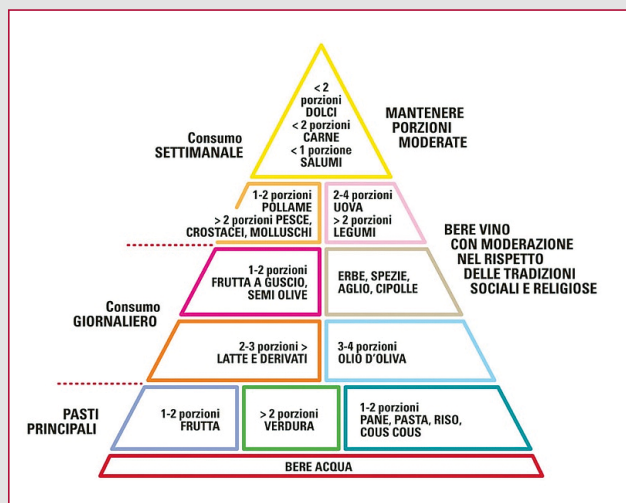 < 2
porzioni
DOLCI
< 2 porzioni
CARNE
< 1 porzione
SALUMI
MANTENERE
PORZIONI
MODERATE
Consumo
SETTIMANALE
1-2 porzioni
POLLAME
> 2 porzioni PESCE,
CROSTACEI, MOLLUSCHI
2-4 porzioni
UOVA
> 2 porzioni
LEGUMI
BERE VINO
CON MODERAZIONE
NEL RISPETTO
DELLE TRADIZIONI
SOCIALI E RELIGIOSE
Consumo
GIORNALIERO
1-2 porzioni
FRUTTA A GUSCIO,
SEMI OLIVE
ERBE, SPEZIE,
AGLIO, CIPOLLE
2-3 porzioni >
LATTE E DERIVATI
3-4 porzioni
OLIO D'OLIVA
PASTI
PRINCIPALI
1-2 porzioni
FRUTTA
> 2 porzioni
VERDURA
1-2 porzioni
PANE, PASTA, RISO,
COUS COUS
BERE ACQUA